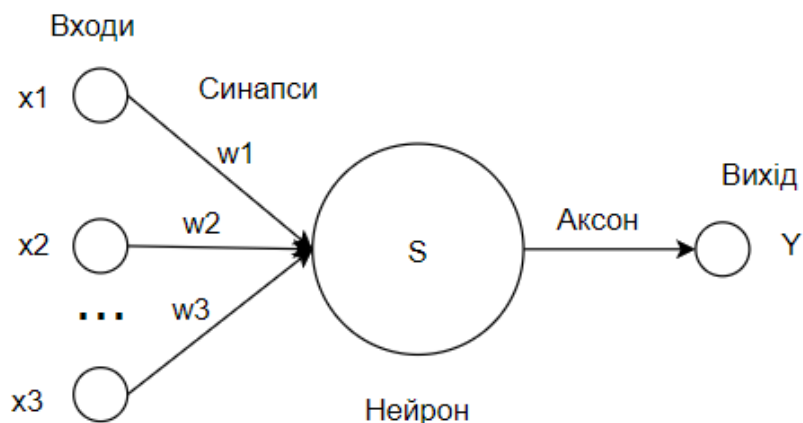 Входи
x1
Синапси
w1
Вихід
x2
w2
S
Аксон
Y
...
w3
x3
Нейрон